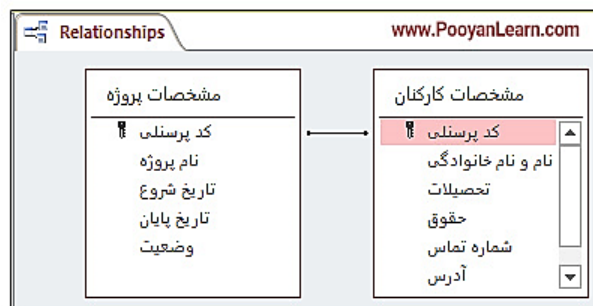 Relationships
www.PooyanLearn.com
مشخصات کارکنان
کد پرسنلی
نام و نام خانوادگی
تحصیلات
حقوق
شماره تماس
آدرس
مشخصات پروژه
کد پرسنلی
نام پروژه
تاریخ شروع
تاریخ پایان
وضعیت